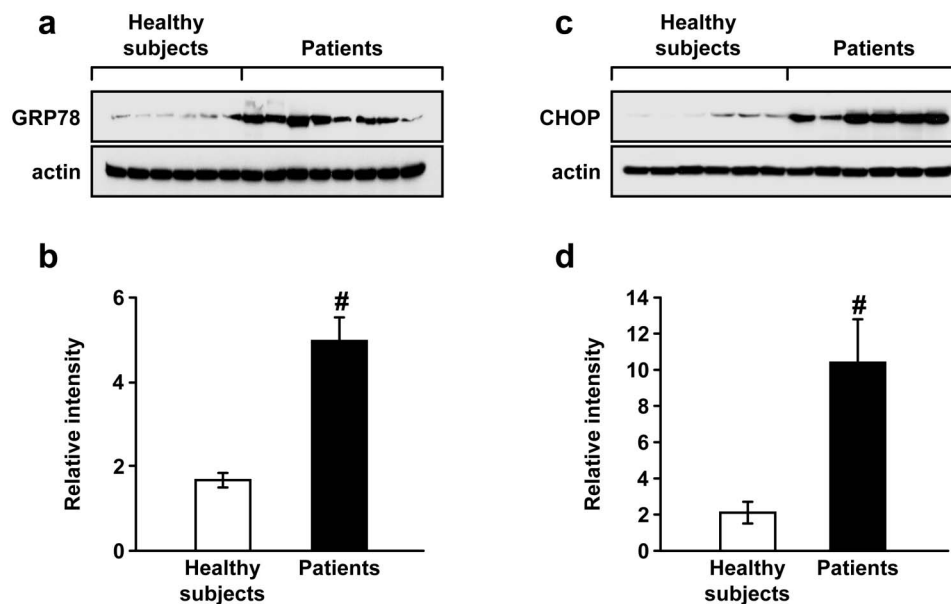 a
Healthy
subjects
Patients
GRP78
actin
c
Healthy
subjects
Patients
CHOP
actin
b
Relative intensity
6
4
2
0
#
Healthy
subjects
Patients
d
Relative intensity
14
12
10
8
6
4
2
0
#
Healthy
subjects
Patients